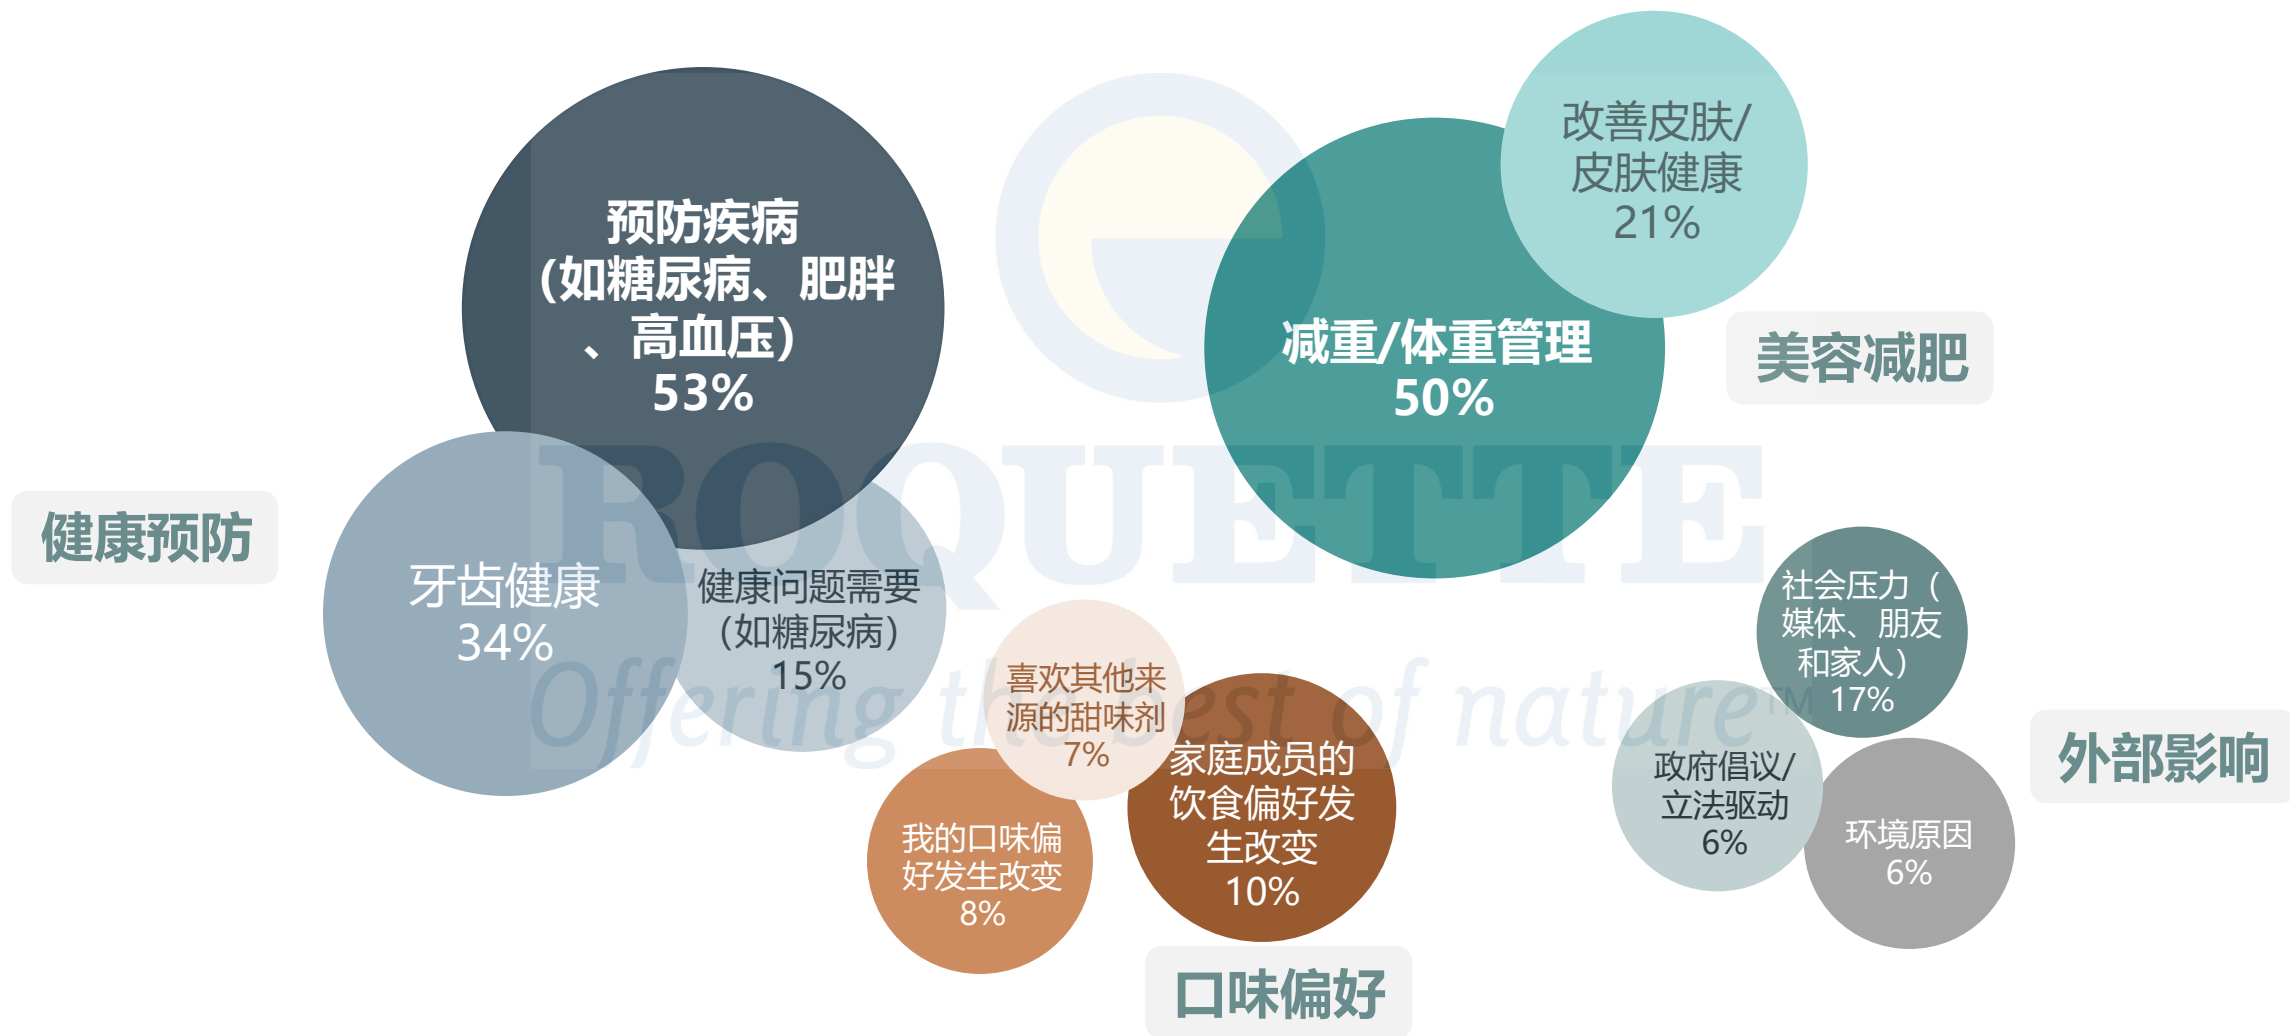 预防疾病
（如糖尿病、肥胖
、高血压）
53%
牙齿健康
34%
健康问题需要
（如糖尿病）
15%
健康预防
减重/体重管理
50%
改善皮肤/
皮肤健康
21%
美容减肥
喜欢其他来
源的甜味剂
7%
我的口味偏
好发生改变
8%
家庭成员的
饮食偏好发
生改变
10%
口味偏好
社会压力（
媒体、朋友
和家人）
17%
政府倡议/
立法驱动
6%
环境原因
6%
外部影响
ROQUETTE
Offering the best of nature™